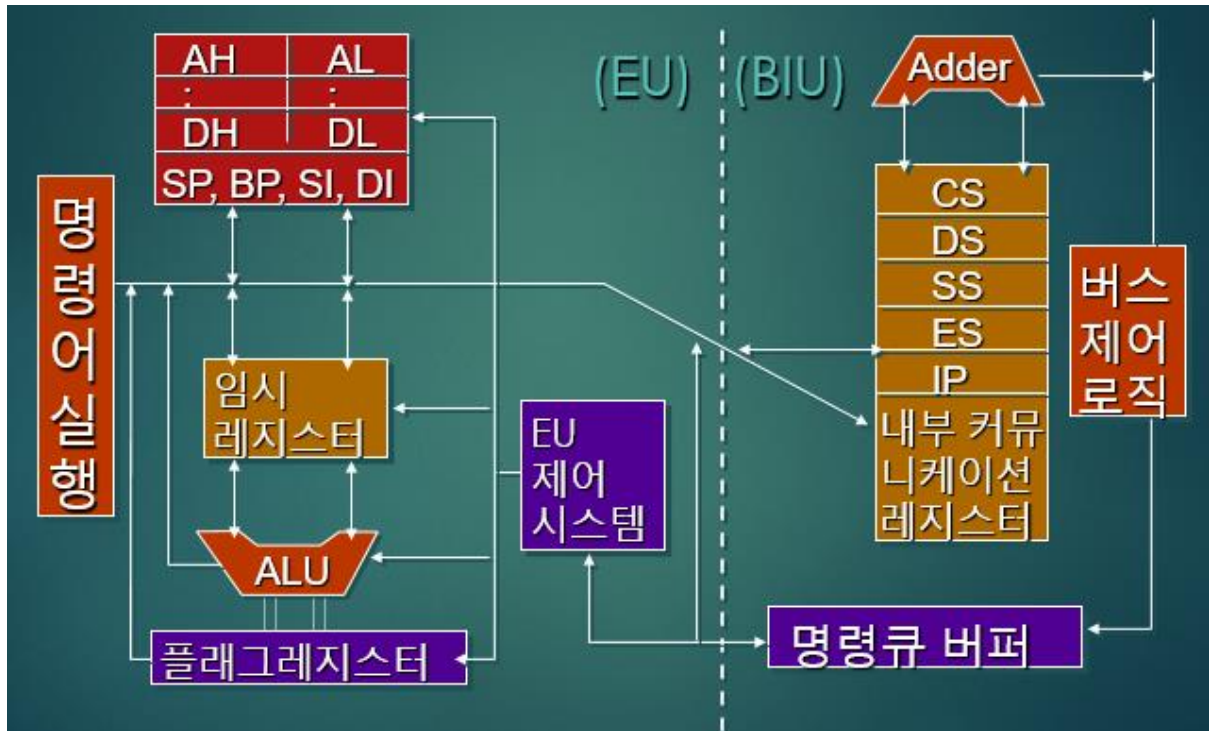 AH AL
: :
DH DL
SP, BP, SI, DI
(EU) (BIU)
Adder
CS
DS
SS
ES
IP
내부 커뮤
니케이션
레지스터
버스
제어
로직
명령어실행
임시
레지스터
EU
제어
시스템
ALU
플래그레지스터
명령큐 버퍼